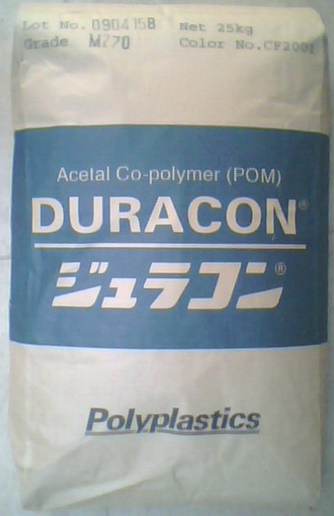 Lot No. 0904158 Net 25kg
Grade M270 Color No.CF2001
Acetal Co-polymer (POM)
DURACON®
ジュラコン®
Polyplastics